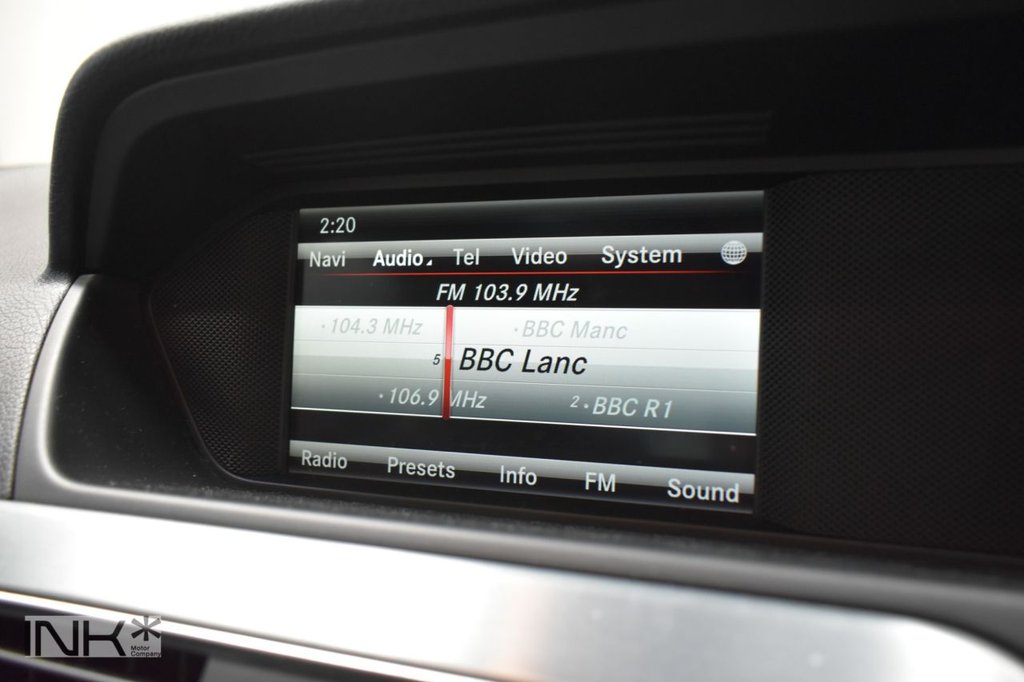 2:20
Navi Audio Tel Video System
FM 103.9 MHz
·104.3 MHz ·BBC Manc
5 BBC Lanc
·106.9 MHz 2·BBC R1
Radio Presets Info FM Sound
INK*
Motor
Company